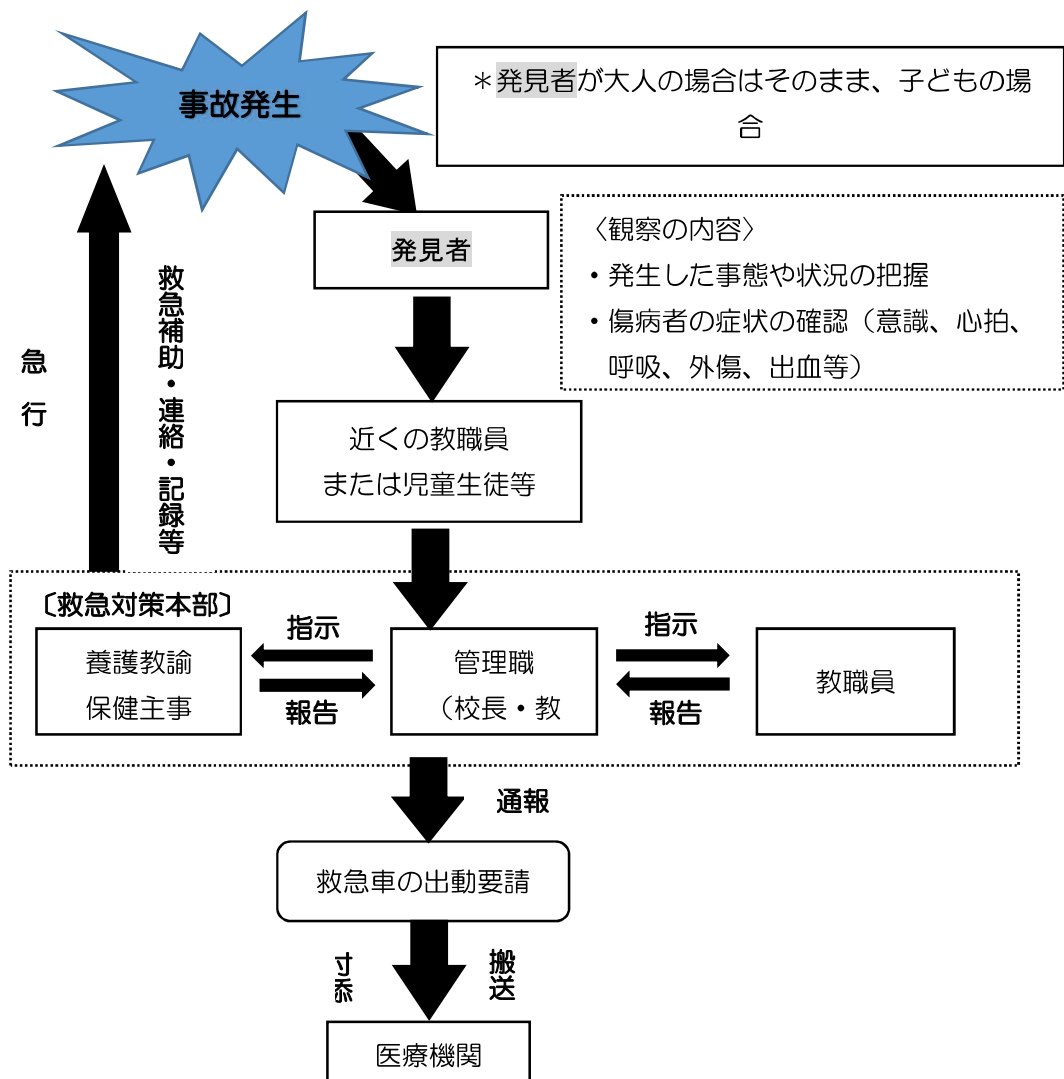 事故発生
＊発見者が大人の場合はそのまま、子どもの場
合
発見者
〈観察の内容〉
・発生した事態や状況の把握
・傷病者の症状の確認（意識、心拍、
呼吸、外傷、出血等）
急行
救急補助・連絡・記録等
近くの教職員
または児童生徒等
〔救急対策本部〕
養護教諭
保健主事
指示
報告
管理職
（校長・教
指示
報告
教職員
通報
救急車の出動要請
搬送
医療機関